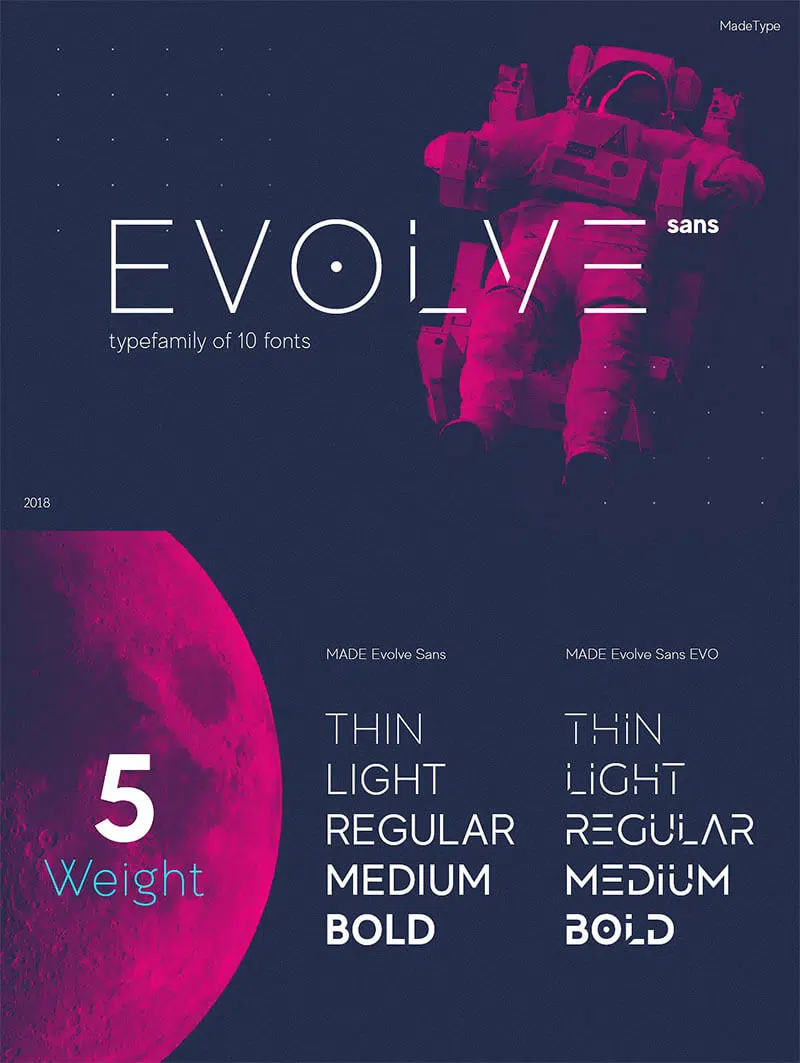 MadeType
EVOLVE sans
typefamily of 10 fonts
2018
5
Weight
MADE Evolve Sans
THIN
LIGHT
REGULAR
MEDIUM
BOLD
MADE Evolve Sans EVO
THiN
LiGHT
REGULAR
MEDiUM
BOLD